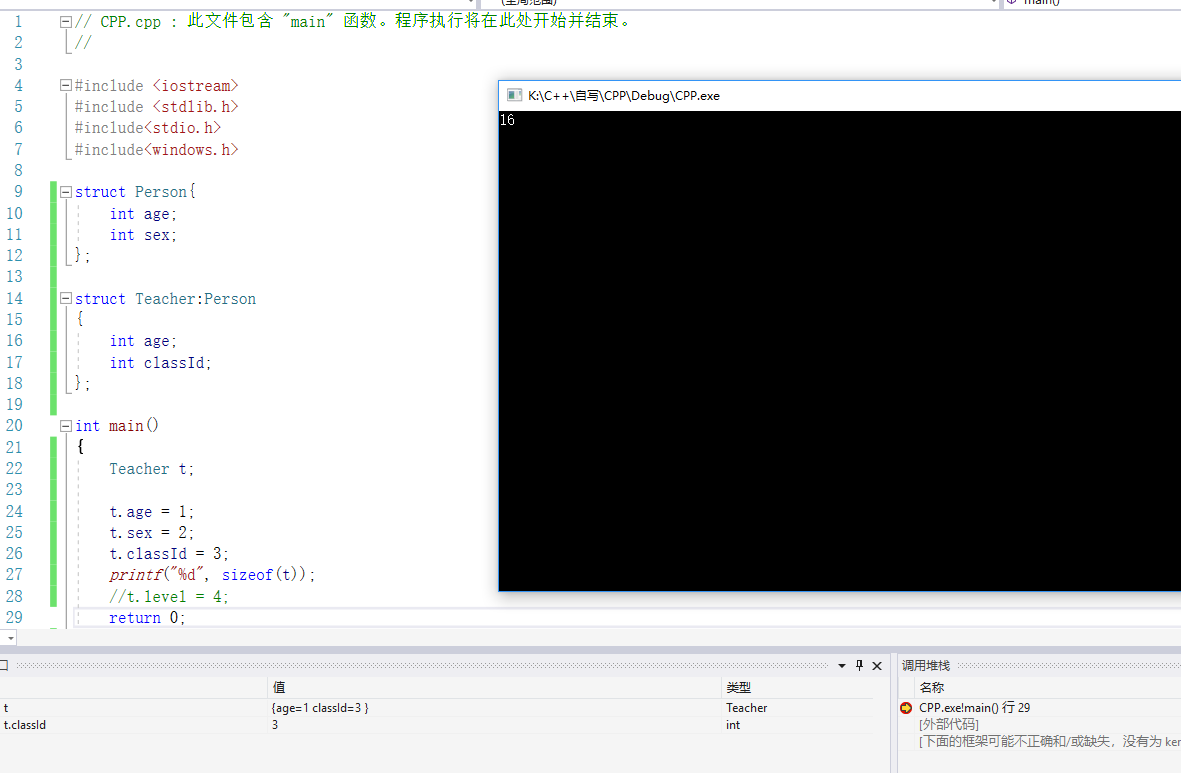 (全局范围) main()
1 // CPP.cpp : 此文件包含 "main" 函数。程序执行将在此处开始并结束。
2 //
3
4 #include <iostream>
5 #include <stdlib.h>
6 #include<stdio.h>
7 #include<windows.h>
8
9 struct Person{
10 int age;
11 int sex;
12 };
13
14 struct Teacher:Person
15 {
16 int age;
17 int classId;
18 };
19
20 int main()
21 {
22 Teacher t;
23
24 t.age = 1;
25 t.sex = 2;
26 t.classId = 3;
27 printf("%d", sizeof(t));
28 //t.level = 4;
29 return 0;
K:\C++\自写\CPP\Debug\CPP.exe
16
值 类型
t {age=1 classId=3 } Teacher
t.classId 3 int
调用堆栈
名称
CPP.exe!main() 行 29
[外部代码]
[下面的框架可能不正确和/或缺失，没有为 ker